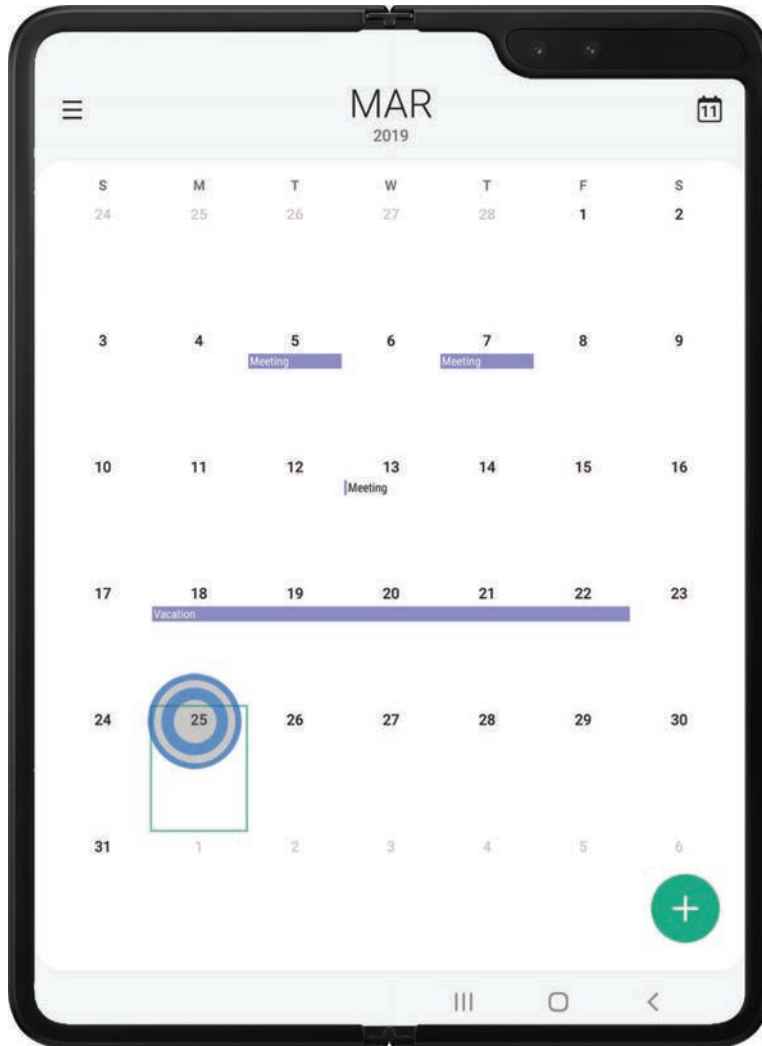 MAR
11
2019
S M T W T F S
24 25 26 27 28 1 2
3 4 5 6 7 8 9
Meeting Meeting
10 11 12 13 14 15 16
Meeting
17 18 19 20 21 22 23
Vacation
24 25 26 27 28 29 30
31 1 2 3 4 5 6